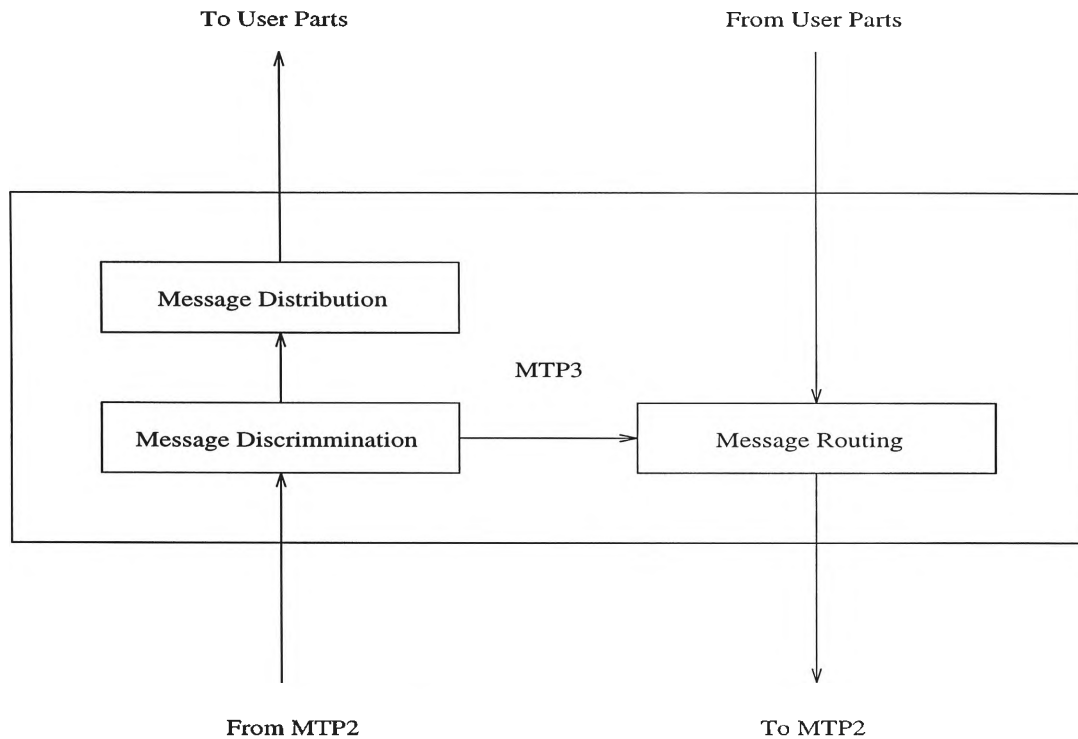 To User Parts
From User Parts
Message Distribution
MTP3
Message Discrimmination
Message Routing
From MTP2
To MTP2